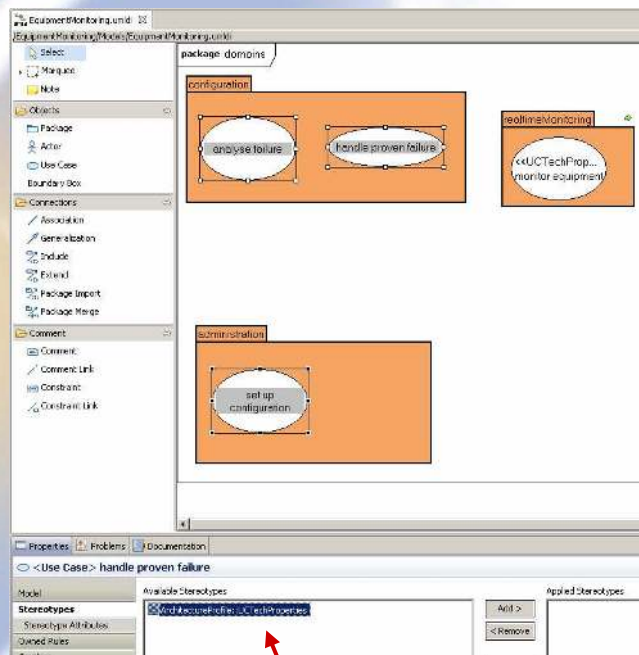 EquipmentMonitoring.umldi
/EquipmentMonitoring/Models/EquipmentMonitoring.umldi
Select
Marquee
Note
Objects
Package
Actor
Use Case
Boundary Box
Connections
Association
Generalization
Include
Extend
Package Import
Package Merge
Comment
Comment
Comment Link
Constraint
Constraint Link
package domains
configuration
analyse failure
handle proven failure
realtimeMonitoring
<<UCTechProp...
monitor equipment
administration
set up
configuration
Properties
Problems
Documentation
<Use Case> handle proven failure
Model
Stereotypes
Stereotype Attributes
Owned Rules
Available Stereotypes
ArchitectureProfile::UCTechProperties
Add >
< Remove
Applied Stereotypes